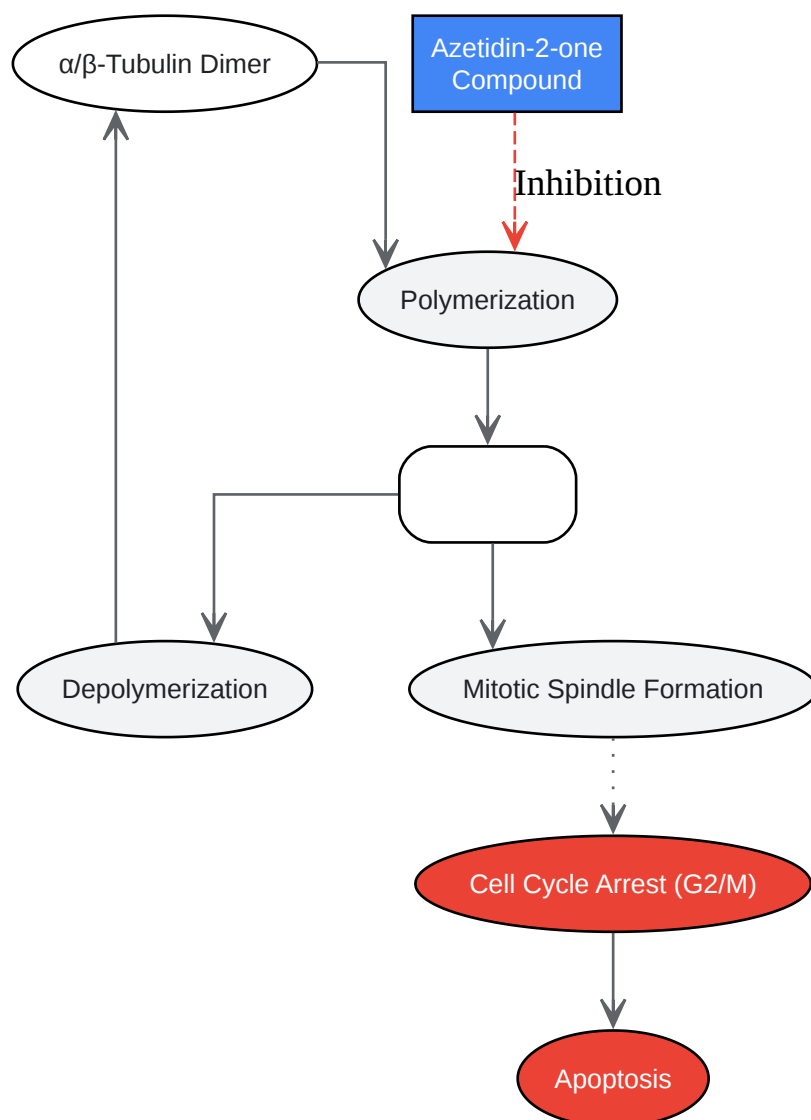 α/β-Tubulin Dimer
Azetidin-2-one
Compound
Inhibition
Polymerization
Depolymerization
Mitotic Spindle Formation
Cell Cycle Arrest (G2/M)
Apoptosis